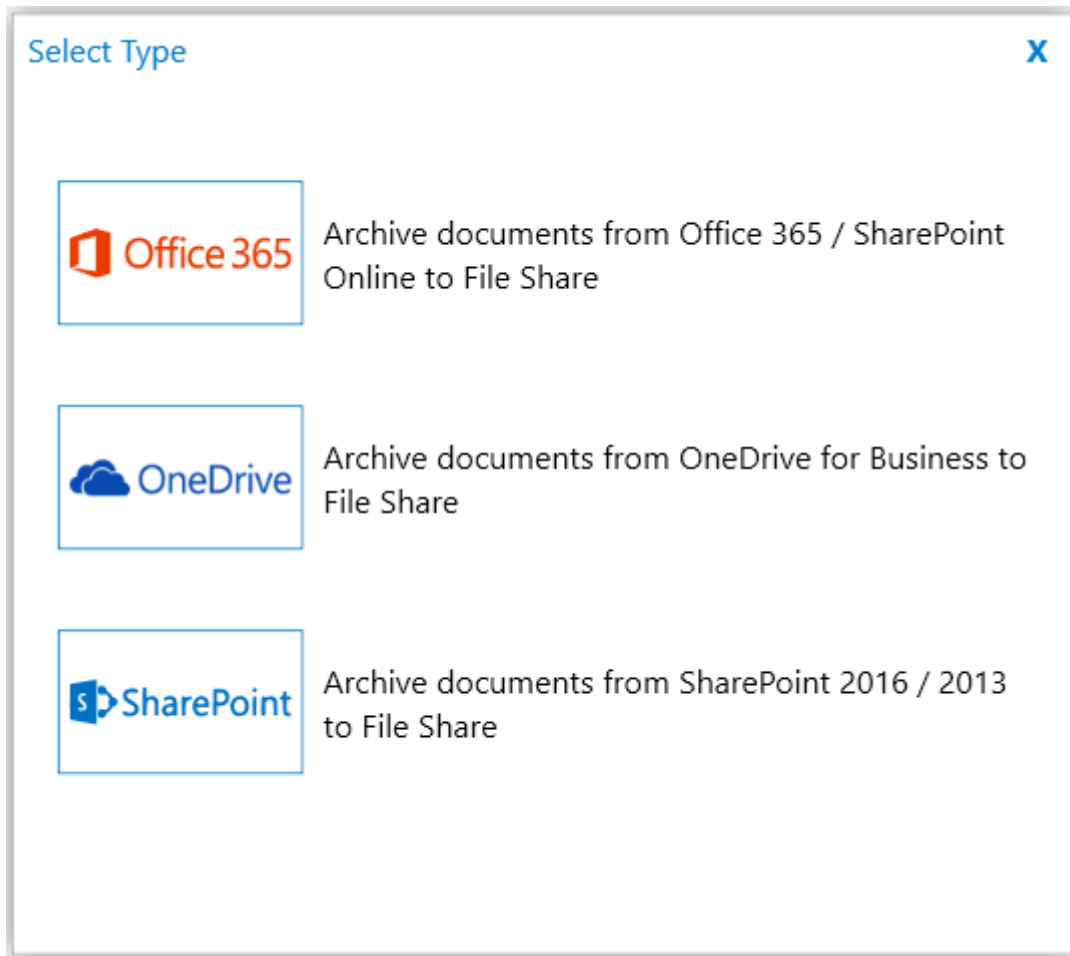 Select Type
X
Office 365
Archive documents from Office 365 / SharePoint
Online to File Share
OneDrive
Archive documents from OneDrive for Business to
File Share
S
SharePoint
Archive documents from SharePoint 2016 / 2013
to File Share